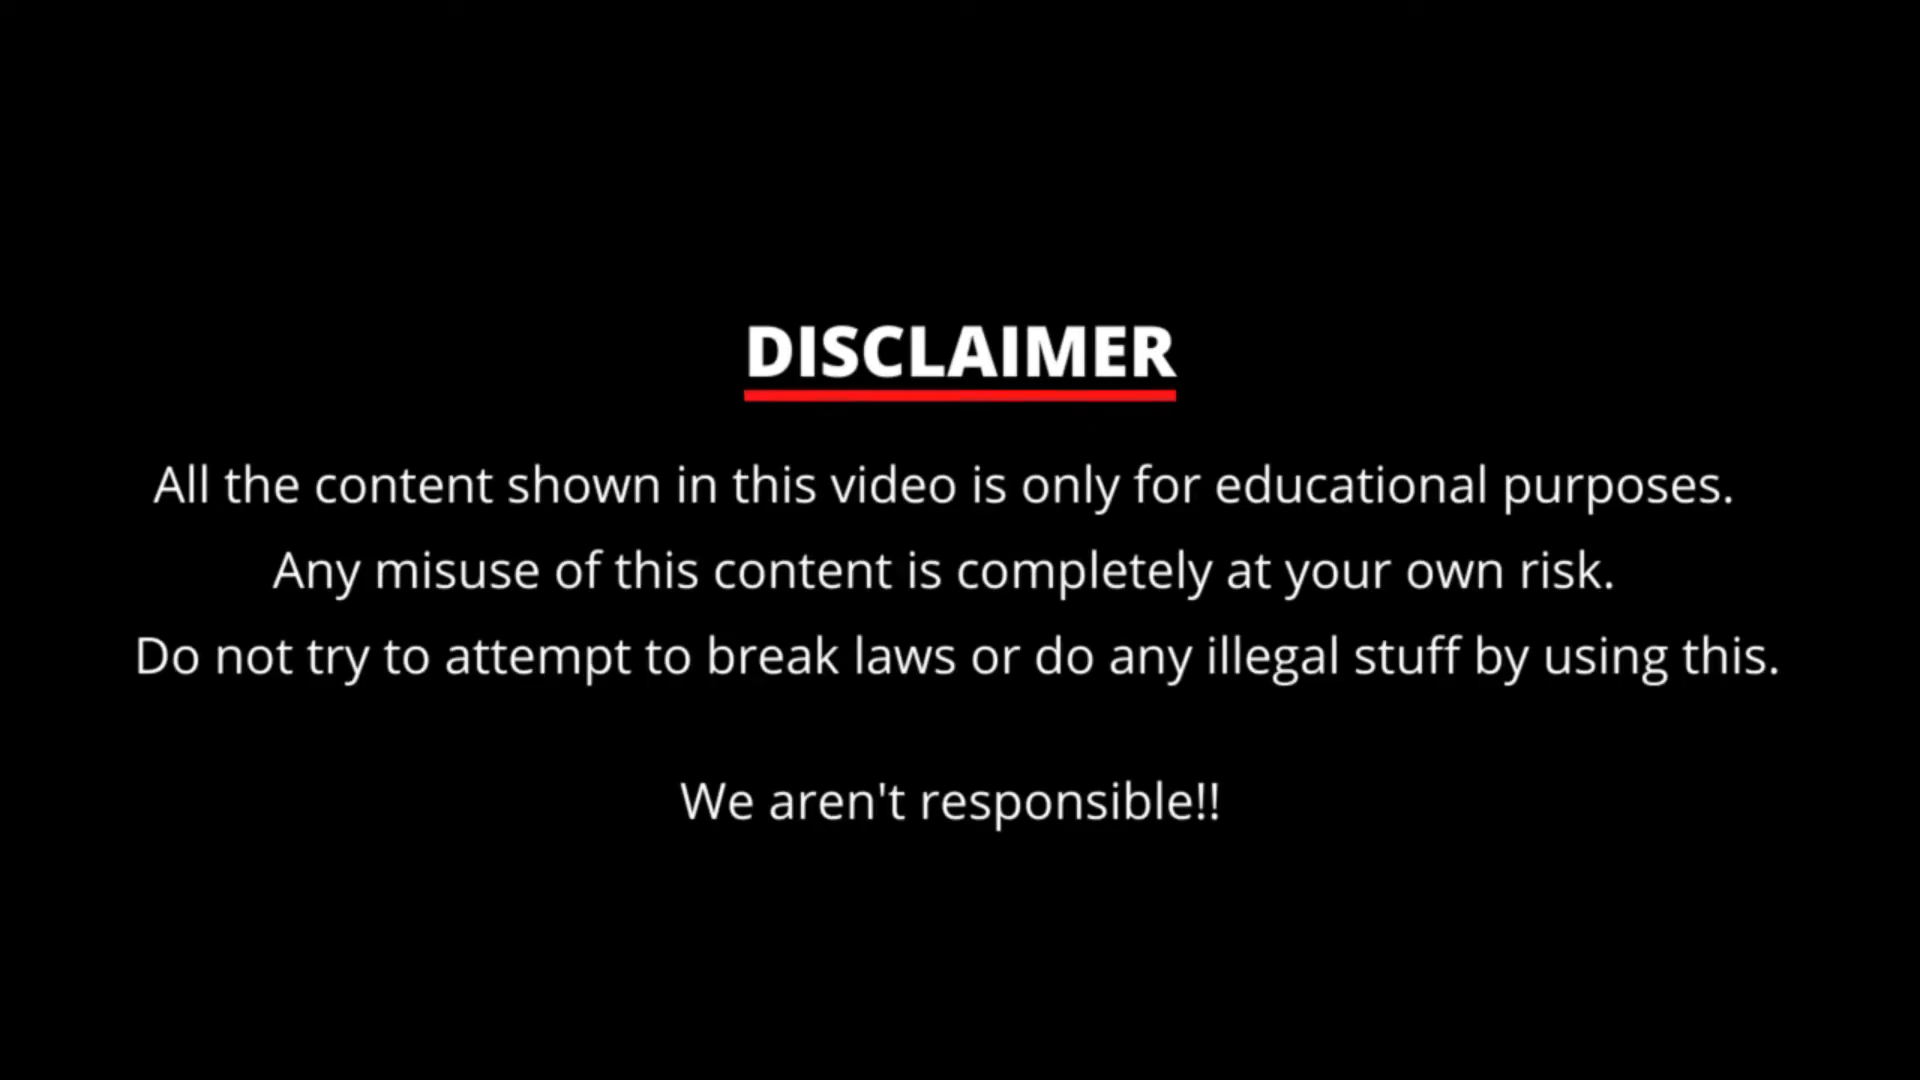 DISCLAIMER
All the content shown in this video is only for educational purposes.
Any misuse of this content is completely at your own risk.
Do not try to attempt to break laws or do any illegal stuff by using this.
We aren't responsible!!